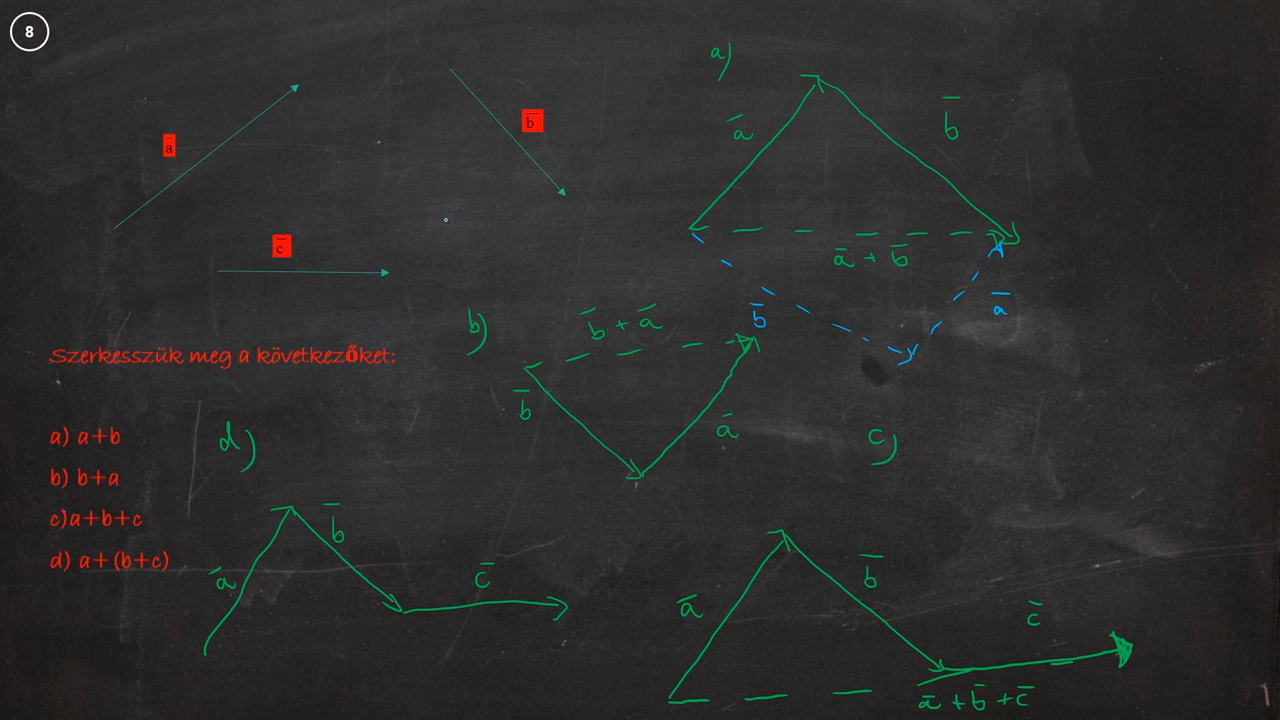 8
a)
a̅
b̅
a̅
b̅
c̅
a̅ + b̅
b̅
a̅
b)
b̅ + a̅
b̅
a̅
Szerkesszük meg a következőket:
a) a+b
b) b+a
c)a+b+c
d) a+(b+c)
d)
a̅
b̅
c̅
c)
a̅
b̅
c̅
a̅ + b̅ + c̅